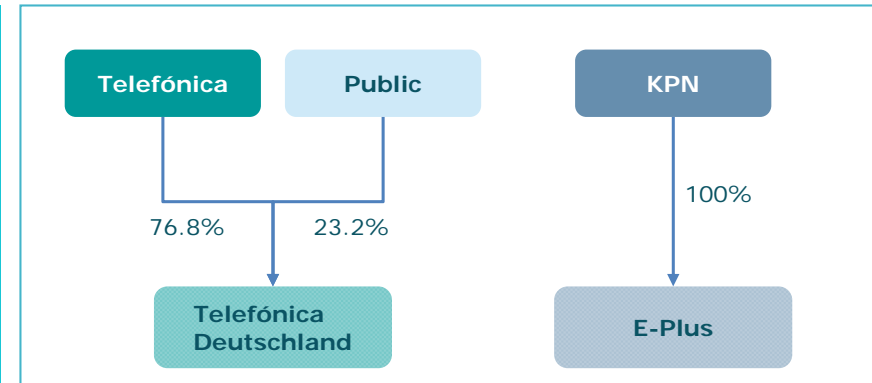 Telefónica
Public
KPN
76.8%
23.2%
100%
Telefónica
Deutschland
E-Plus